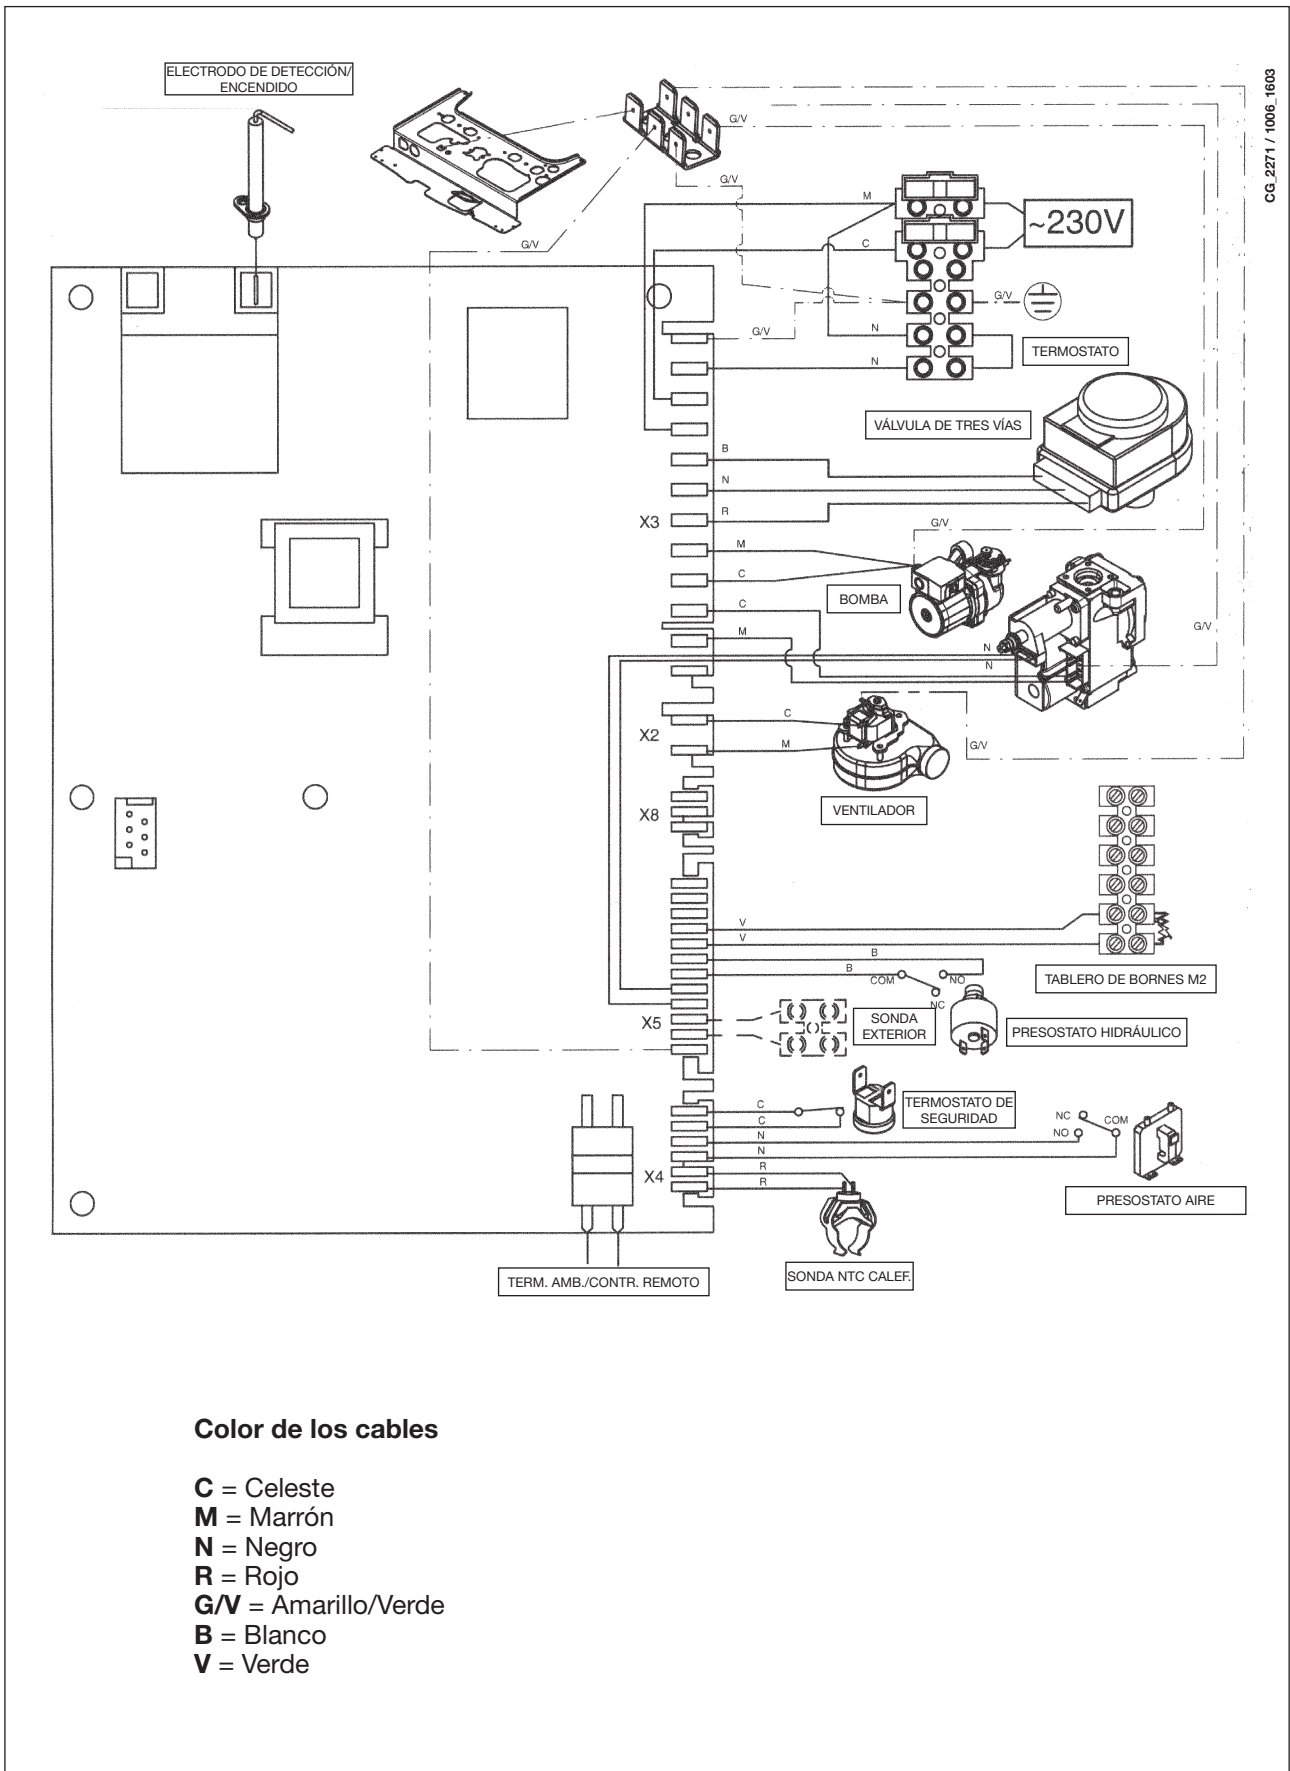 ELECTRODO DE DETECCIÓN/
ENCENDIDO
CG_2271 / 1006_1603
G/V
G/V
M
~230V
G/V
C
G/V
G/V
N
TERMOSTATO
N
VÁLVULA DE TRES VÍAS
B
N
R
X3
G/V
M
C
BOMBA
C
G/V
M
N
N
C
X2
M
G/V
VENTILADOR
X8
V
V
B
B
COM
NO
NC
TABLERO DE BORNES M2
X5
SONDA
EXTERIOR
PRESOSTATO HIDRÁULICO
C
C
TERMOSTATO DE
SEGURIDAD
NC
COM
NO
N
N
R
R
X4
PRESOSTATO AIRE
TERM. AMB./CONTR. REMOTO
SONDA NTC CALEF.
Color de los cables
C = Celeste
M = Marrón
N = Negro
R = Rojo
G/V = Amarillo/Verde
B = Blanco
V = Verde